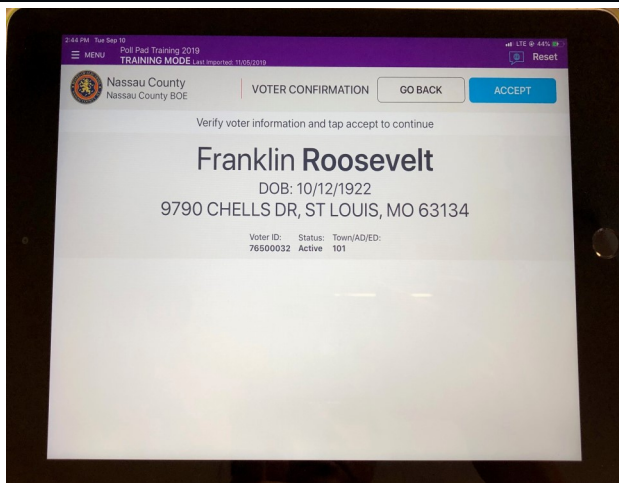 2:44 PM Tue Sep 10
LTE 44%
MENU
Poll Pad Training 2019
TRAINING MODE Last Imported: 11/05/2019
Reset
Nassau County
Nassau County BOE
VOTER CONFIRMATION
GO BACK
ACCEPT
Verify voter information and tap accept to continue
Franklin Roosevelt
DOB: 10/12/1922
9790 CHELLS DR, ST LOUIS, MO 63134
Voter ID: Status: Town/AD/ED:
76500032 Active 101